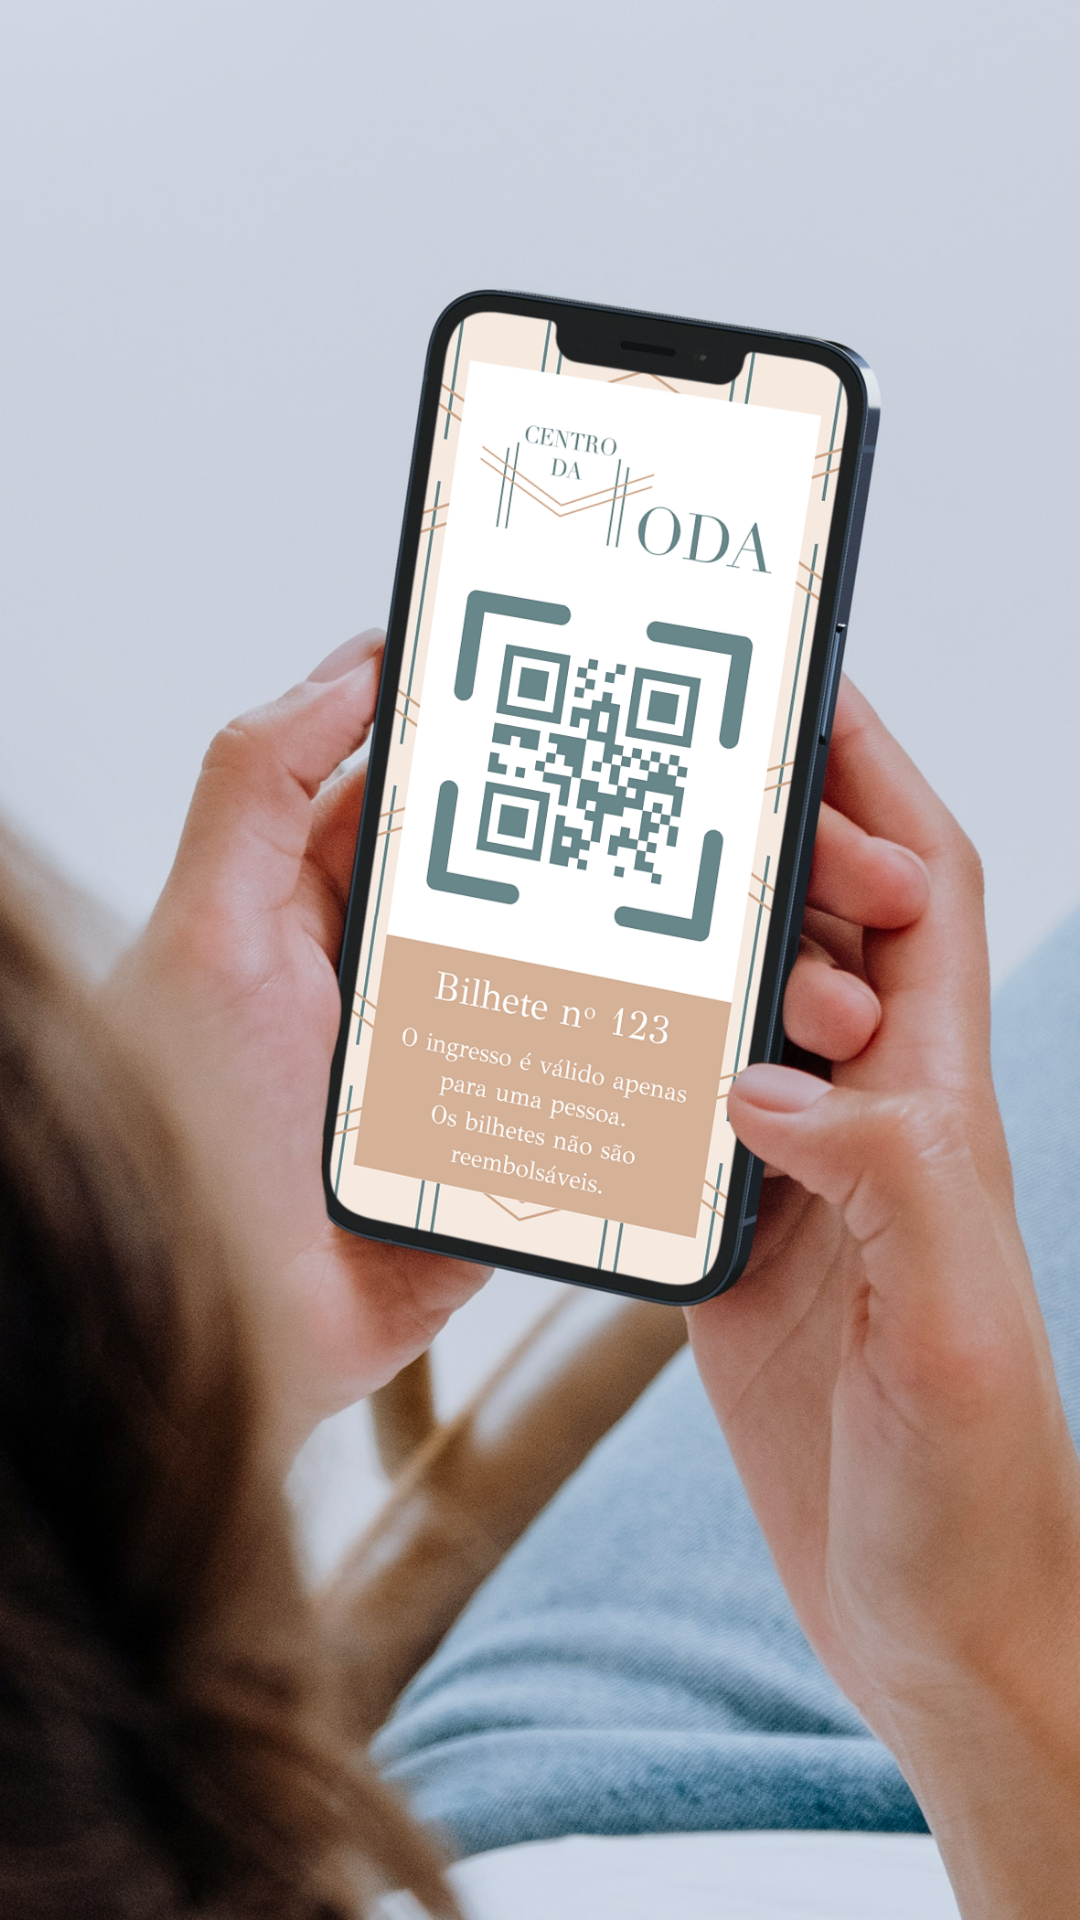 CENTRO
DA
MODA
Bilhete nº 123
O ingresso é válido apenas
para uma pessoa.
Os bilhetes não são
reembolsáveis.